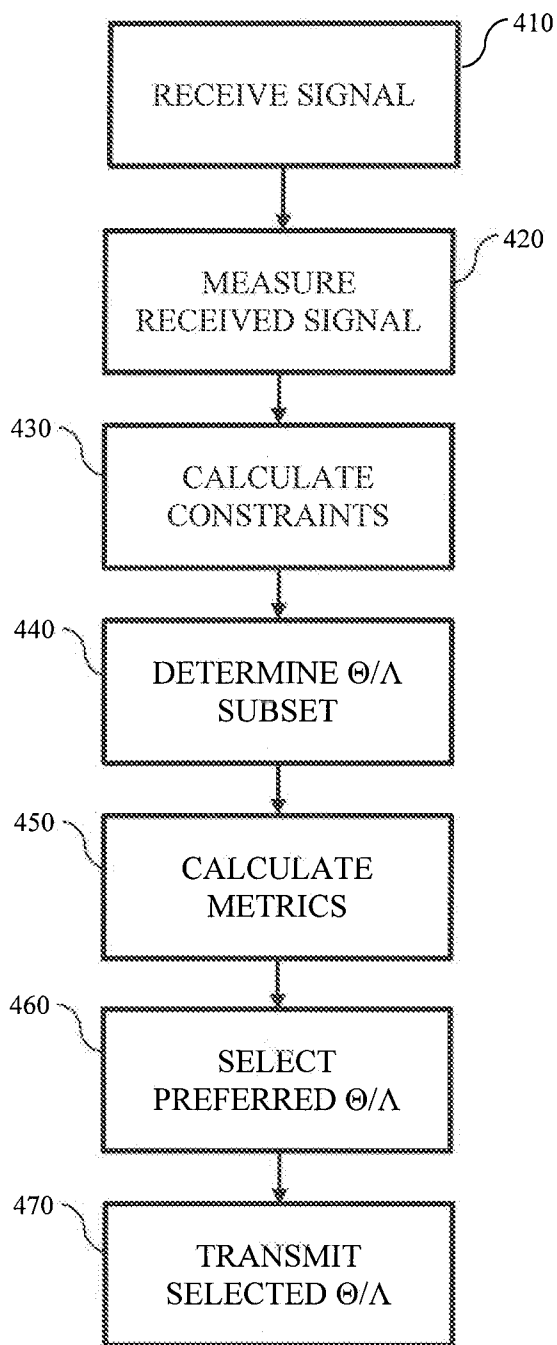 410
RECEIVE SIGNAL
420
MEASURE
RECEIVED SIGNAL
430
CALCULATE
CONSTRAINTS
440
DETERMINE Θ/Λ
SUBSET
450
CALCULATE
METRICS
460
SELECT
PREFERRED Θ/Λ
470
TRANSMIT
SELECTED Θ/Λ